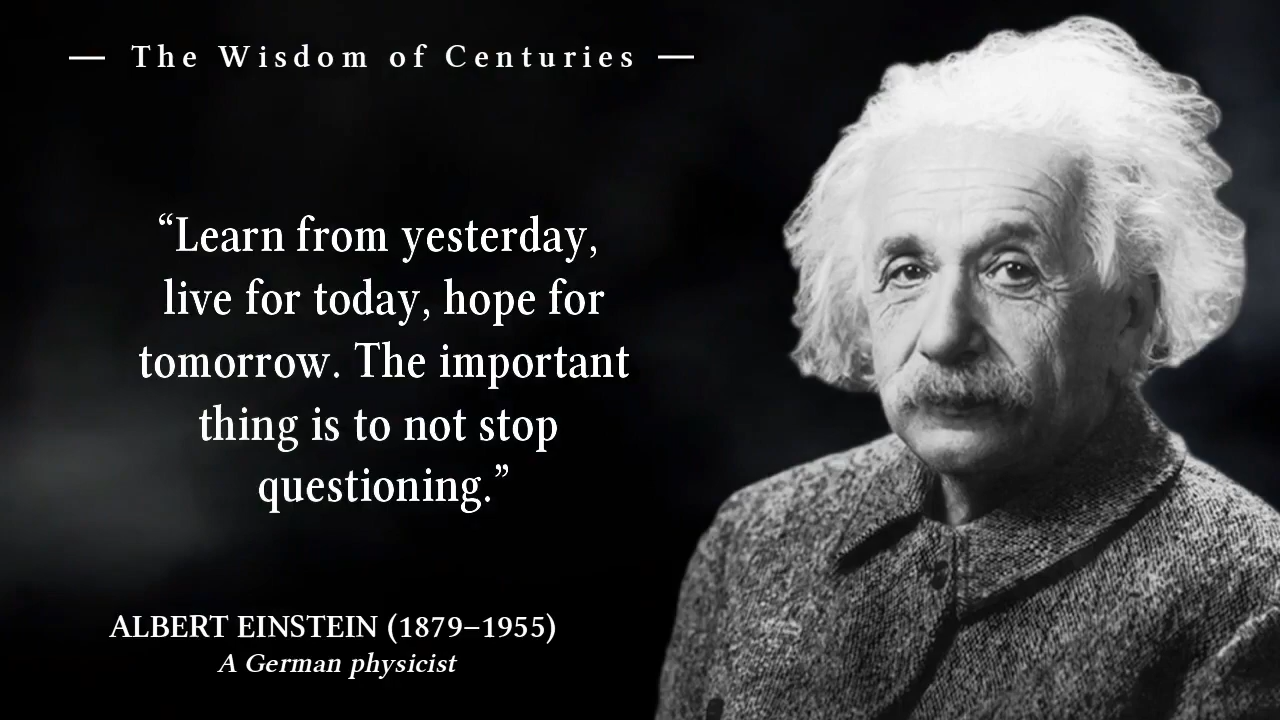 — The Wisdom of Centuries —
“Learn from yesterday,
live for today, hope for
tomorrow. The important
thing is to not stop
questioning.”
ALBERT EINSTEIN (1879–1955)
A German physicist